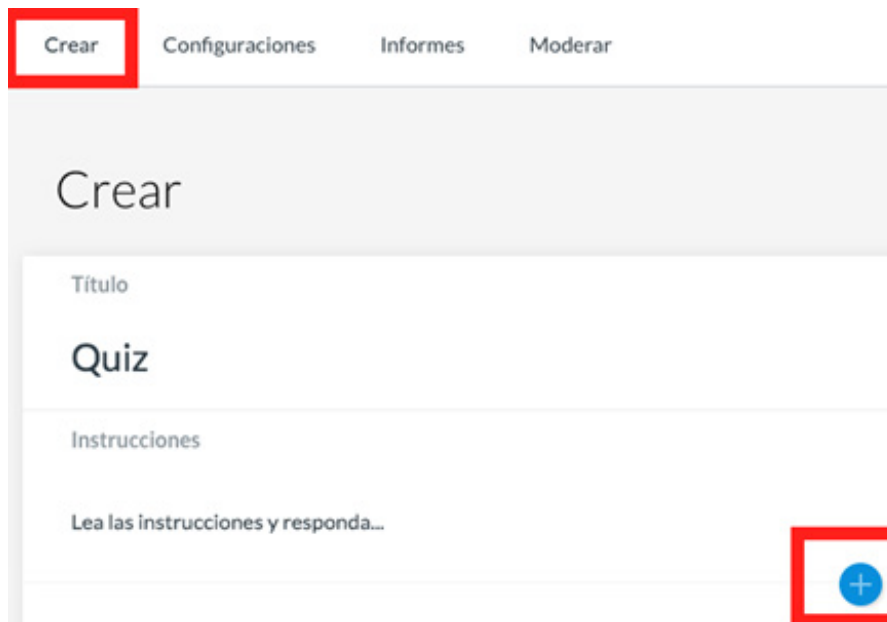 Crear Configuraciones Informes Moderar
Crear
Título
Quiz
Instrucciones
Lea las instrucciones y responda...